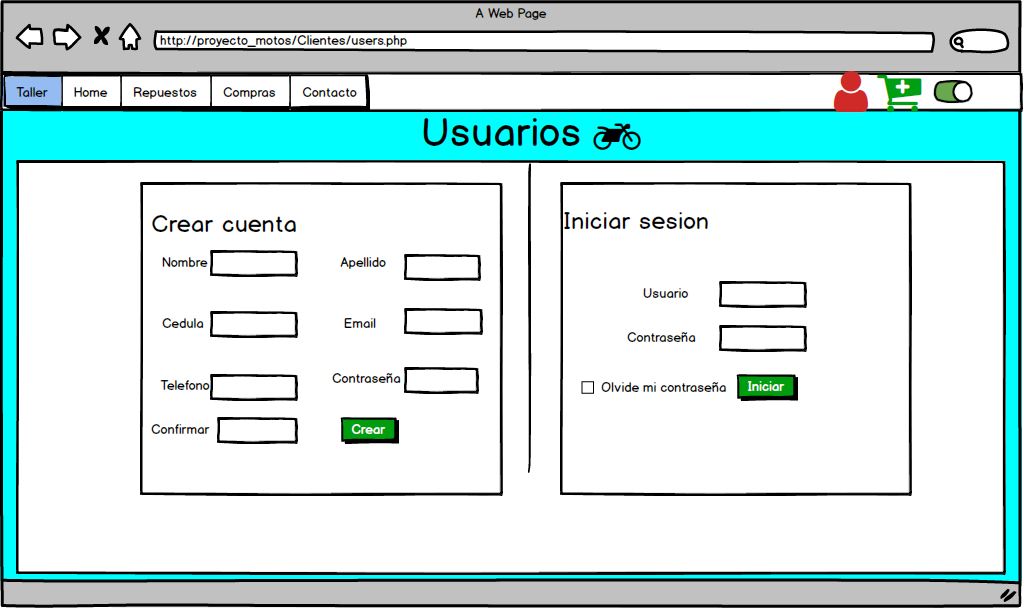 A Web Page
http://proyecto_motos/Clientes/users.php
Taller Home Repuestos Compras Contacto
Usuarios
Crear cuenta
Nombre Apellido
Cedula Email
Telefono Contraseña
Confirmar Crear
Iniciar sesion
Usuario
Contraseña
Olvide mi contraseña Iniciar